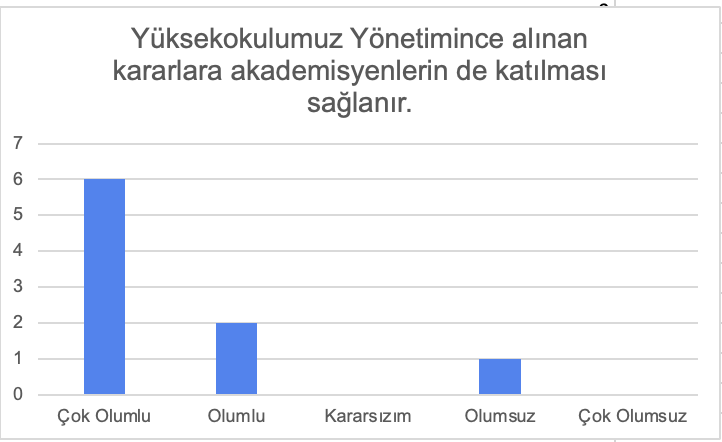 Yüksekokulumuz Yönetimince alınan
kararlara akademisyenlerin de katılması
sağlanır.
7
6
5
4
3
2
1
0
Çok Olumlu Olumlu Kararsızım Olumsuz Çok Olumsuz